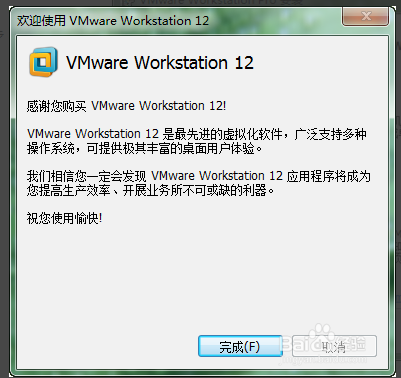 欢迎使用 VMware Workstation 12
VMware Workstation 12
感谢您购买 VMware Workstation 12!
VMware Workstation 12 是最先进的虚拟化软件，广泛支持多种
操作系统，可提供极其丰富的桌面用户体验。
我们相信您一定会发现 VMware Workstation 12 应用程序将成为
您提高生产效率、开展业务所不可或缺的利器。
祝您使用愉快!
完成(F)
取消